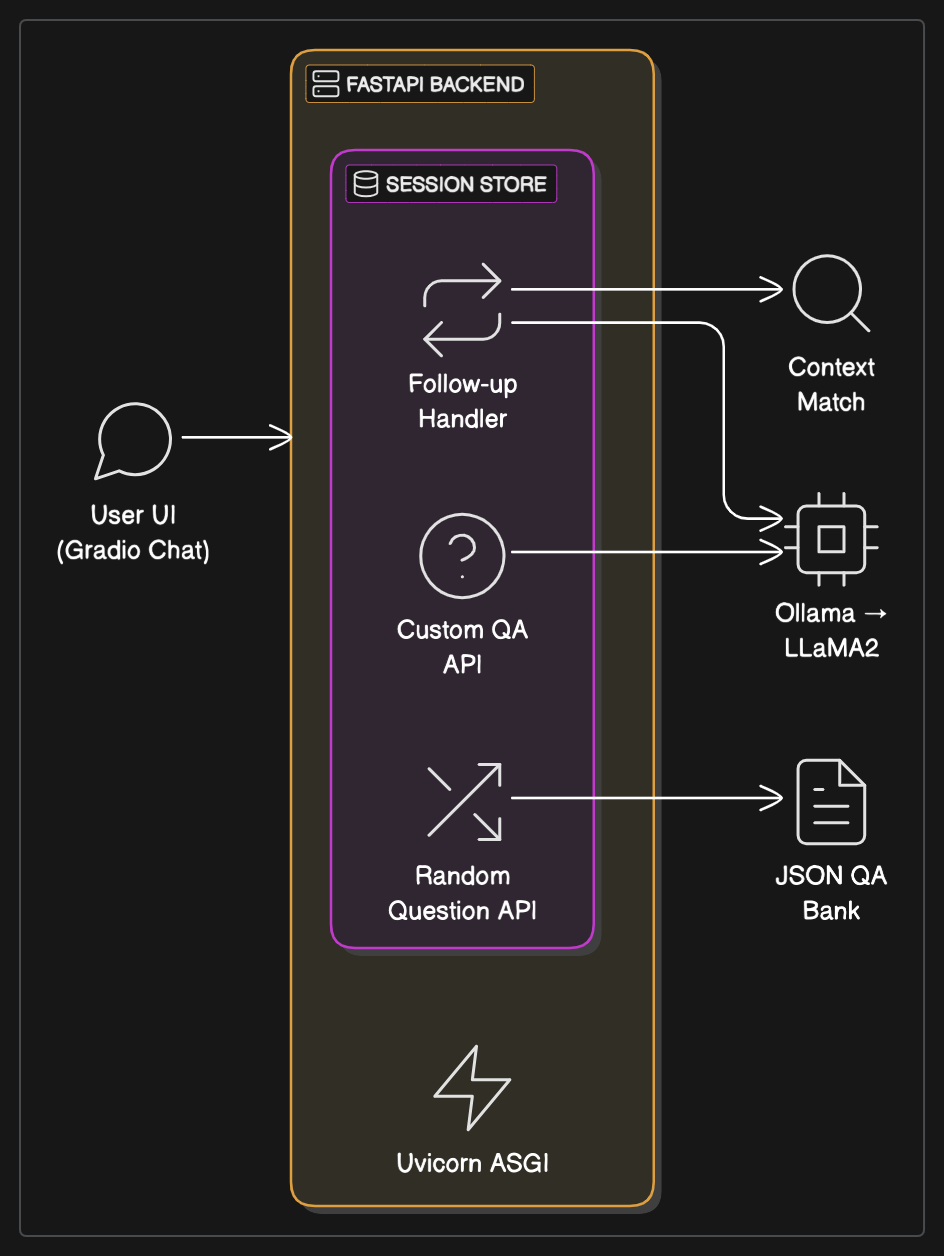 FASTAPI BACKEND
SESSION STORE
Follow-up
Handler
Context
Match
User UI
(Gradio Chat)
Custom QA
API
Ollama →
LLaMA2
Random
Question API
JSON QA
Bank
Uvicorn ASGI